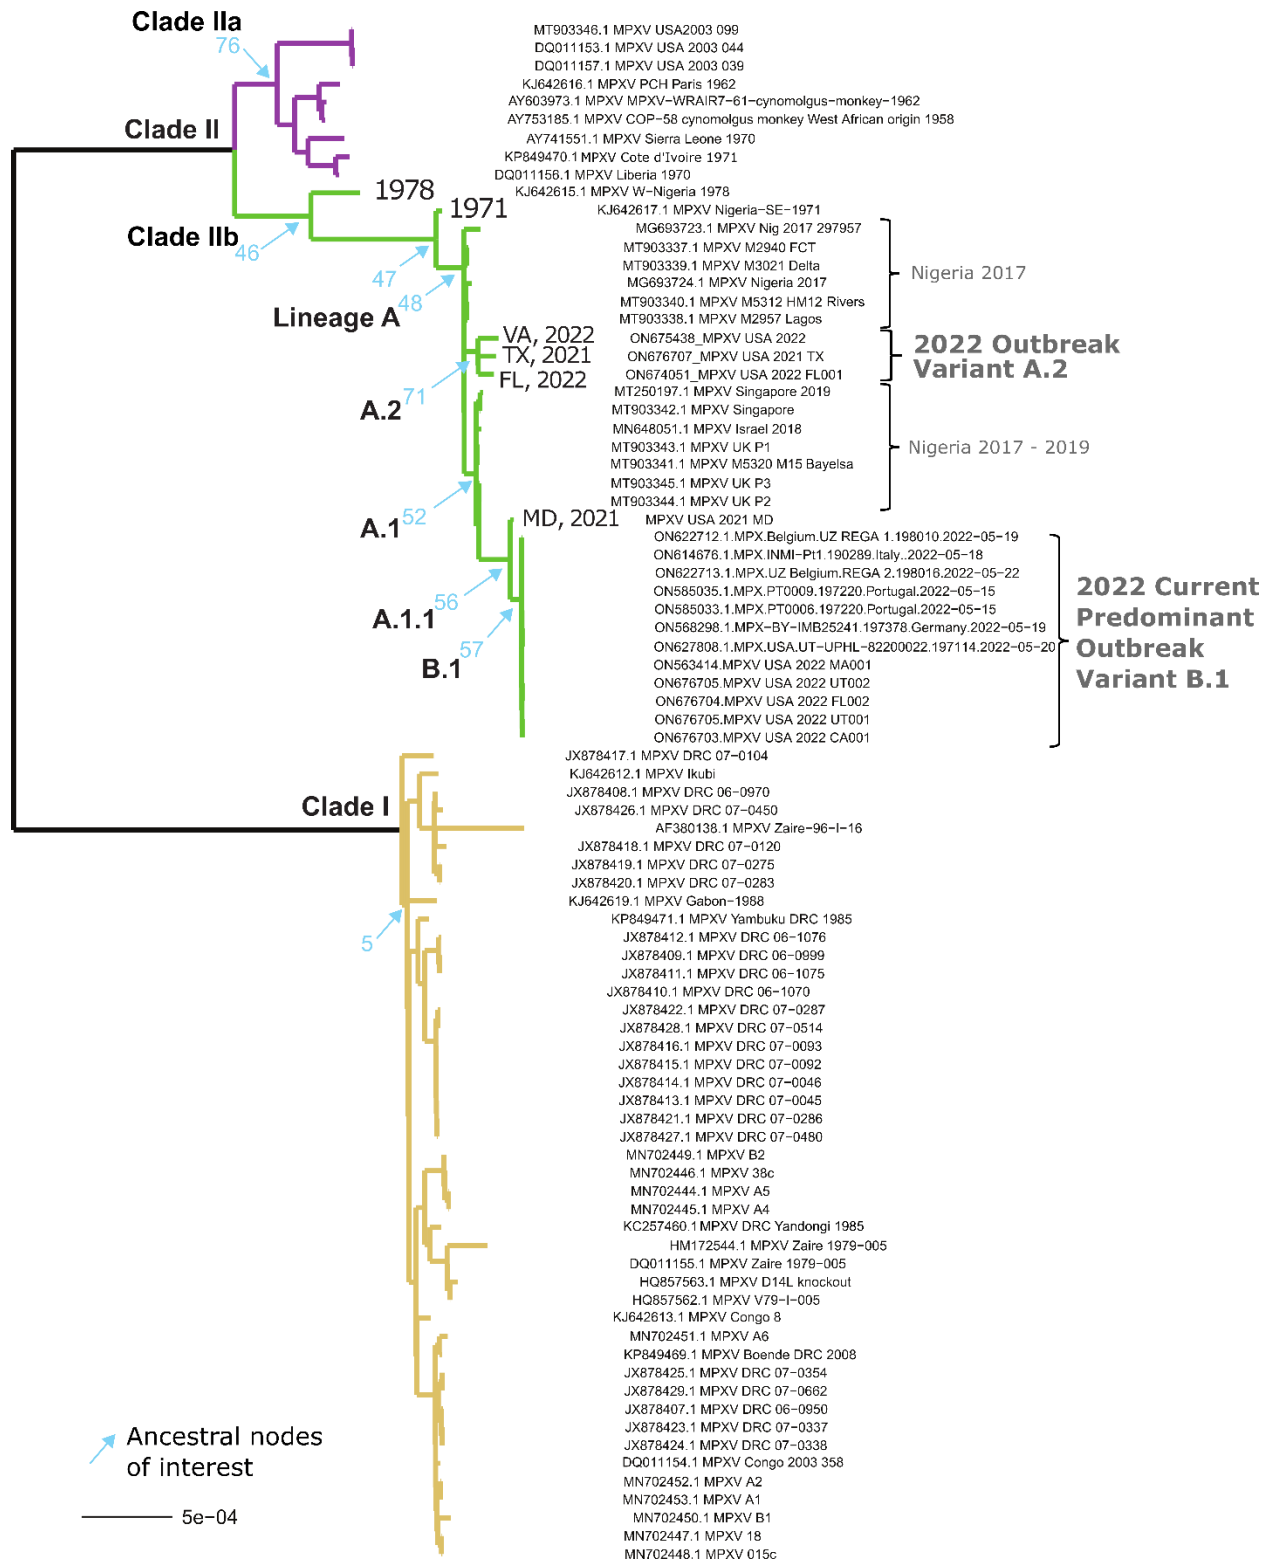 Clade IIa
76
MT903346.1 MPXV USA2003 099
DQ011153.1 MPXV USA 2003 044
DQ011157.1 MPXV USA 2003 039
KJ642616.1 MPXV PCH Paris 1962
AY603973.1 MPXV MPXV-WRAIR7-61-cynomolgus-monkey-1962
AY753185.1 MPXV COP-58 cynomolgus monkey West African origin 1958
Clade II
AY741551.1 MPXV Sierra Leone 1970
KP849470.1 MPXV Cote d'Ivoire 1971
DQ011156.1 MPXV Liberia 1970
1978
KJ642615.1 MPXV W-Nigeria 1978
1971
KJ642617.1 MPXV Nigeria-SE-1971
Clade IIb
46
47
48
MG693723.1 MPXV Nig 2017 297957
MT903337.1 MPXV M2940 FCT
MT903339.1 MPXV M3021 Delta
MG693724.1 MPXV Nigeria 2017
MT903340.1 MPXV M5312 HM12 Rivers
MT903338.1 MPXV M2957 Lagos
Nigeria 2017
Lineage A
VA, 2022
TX, 2021
FL, 2022
ON675438_MPXV USA 2022
ON676707_MPXV USA 2021 TX
ON674051_MPXV USA 2022 FL001
2022 Outbreak
Variant A.2
A.2
71
MT250197.1 MPXV Singapore 2019
MT903342.1 MPXV Singapore
MN648051.1 MPXV Israel 2018
MT903343.1 MPXV UK P1
MT903341.1 MPXV M5320 M15 Bayelsa
MT903345.1 MPXV UK P3
MT903344.1 MPXV UK P2
Nigeria 2017 - 2019
A.1
52
MD, 2021
MPXV USA 2021 MD
ON622712.1.MPX.Belgium.UZ REGA 1.198010.2022-05-19
ON614676.1.MPX.INMI-Pt1.190289.Italy..2022-05-18
ON622713.1.MPX.UZ Belgium.REGA 2.198016.2022-05-22
ON585035.1.MPX.PT0009.197220.Portugal.2022-05-15
ON585033.1.MPX.PT0006.197220.Portugal.2022-05-15
ON568298.1.MPX-BY-IMB25241.197378.Germany.2022-05-19
ON627808.1.MPX.USA.UT-UPHL-82200022.197114.2022-05-20
ON563414.MPXV USA 2022 MA001
ON676705.MPXV USA 2022 UT002
ON676704.MPXV USA 2022 FL002
ON676705.MPXV USA 2022 UT001
ON676703.MPXV USA 2022 CA001
2022 Current
Predominant
Outbreak
Variant B.1
A.1.1
56
B.1
57
Clade I
5
JX878417.1 MPXV DRC 07-0104
KJ642612.1 MPXV Ikubi
JX878408.1 MPXV DRC 06-0970
JX878426.1 MPXV DRC 07-0450
AF380138.1 MPXV Zaire-96-I-16
JX878418.1 MPXV DRC 07-0120
JX878419.1 MPXV DRC 07-0275
JX878420.1 MPXV DRC 07-0283
KJ642619.1 MPXV Gabon-1988
KP849471.1 MPXV Yambuku DRC 1985
JX878412.1 MPXV DRC 06-1076
JX878409.1 MPXV DRC 06-0999
JX878411.1 MPXV DRC 06-1075
JX878410.1 MPXV DRC 06-1070
JX878422.1 MPXV DRC 07-0287
JX878428.1 MPXV DRC 07-0514
JX878416.1 MPXV DRC 07-0093
JX878415.1 MPXV DRC 07-0092
JX878414.1 MPXV DRC 07-0046
JX878413.1 MPXV DRC 07-0045
JX878421.1 MPXV DRC 07-0286
JX878427.1 MPXV DRC 07-0480
MN702449.1 MPXV B2
MN702446.1 MPXV 38c
MN702444.1 MPXV A5
MN702445.1 MPXV A4
KC257460.1 MPXV DRC Yandongi 1985
HM172544.1 MPXV Zaire 1979-005
DQ011155.1 MPXV Zaire 1979-005
HQ857563.1 MPXV D14L knockout
HQ857562.1 MPXV V79-I-005
KJ642613.1 MPXV Congo 8
MN702451.1 MPXV A6
KP849469.1 MPXV Boende DRC 2008
JX878425.1 MPXV DRC 07-0354
JX878429.1 MPXV DRC 07-0662
JX878407.1 MPXV DRC 06-0950
JX878423.1 MPXV DRC 07-0337
JX878424.1 MPXV DRC 07-0338
DQ011154.1 MPXV Congo 2003 358
MN702452.1 MPXV A2
MN702453.1 MPXV A1
MN702450.1 MPXV B1
MN702447.1 MPXV 18
MN702448.1 MPXV 015c
Ancestral nodes
of interest
5e-04